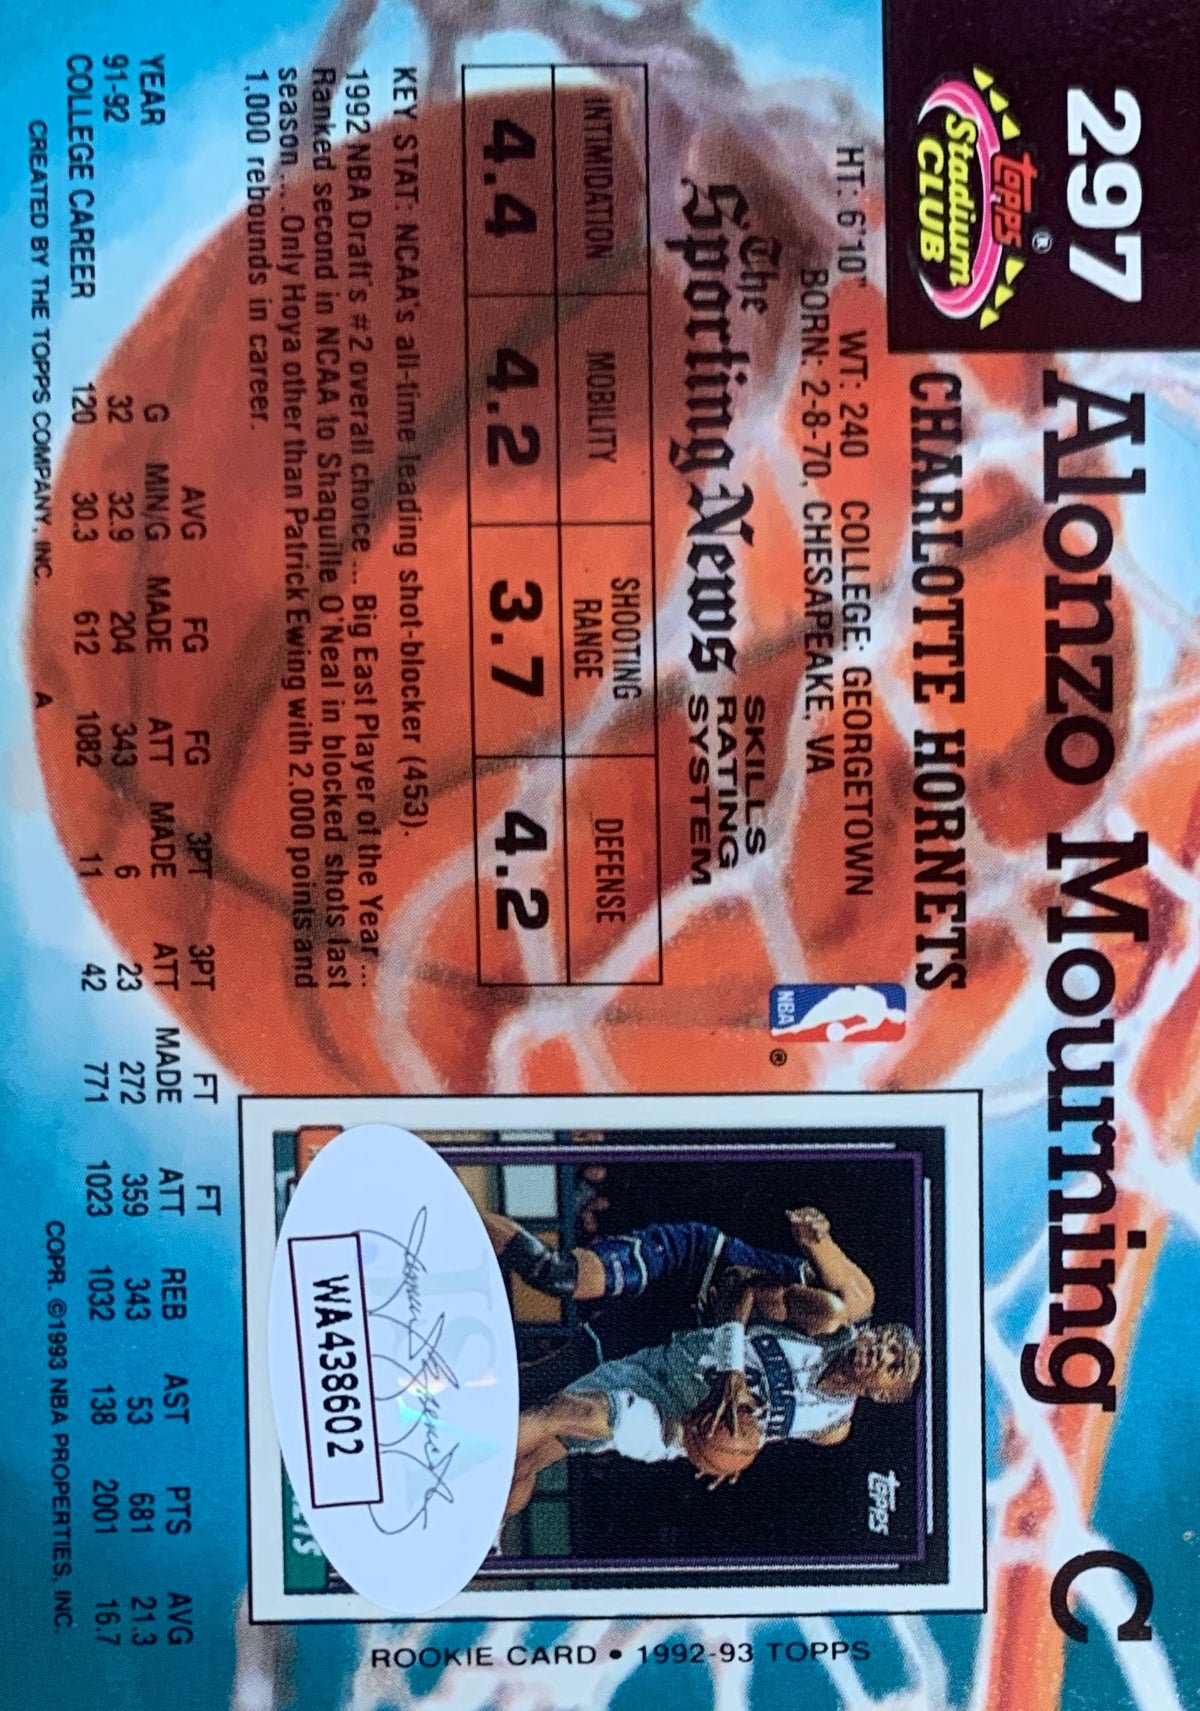 297
Alonzo Mourning C
TOPPS®
Stadium
CLUB
CHARLOTTE HORNETS
HT: 6'10" WT: 240 COLLEGE: GEORGETOWN
BORN: 2-8-70, CHESAPEAKE, VA
NBA ®
The
Sporting News
SKILLS
RATING
SYSTEM
INTIMIDATION MOBILITY SHOOTING RANGE DEFENSE
4.4 4.2 3.7 4.2
KEY STAT: NCAA's all-time leading shot-blocker (453).
1992 NBA Draft's #2 overall choice ... Big East Player of the Year ...
Ranked second in NCAA to Shaquille O'Neal in blocked shots last
season ... Only Hoya other than Patrick Ewing with 2,000 points and
1,000 rebounds in career.
TOPPS
WA438602
ROOKIE CARD • 1992-93 TOPPS
AVG FG FG 3PT 3PT FT FT
YEAR G MIN/G MADE ATT MADE ATT MADE ATT REB AST PTS AVG
91-92 32 32.9 204 343 6 23 272 359 343 53 681 21.3
COLLEGE CAREER 120 30.3 612 1082 11 42 771 1023 1032 138 2001 16.7
CREATED BY THE TOPPS COMPANY, INC. A COPR. ©1993 NBA PROPERTIES, INC.